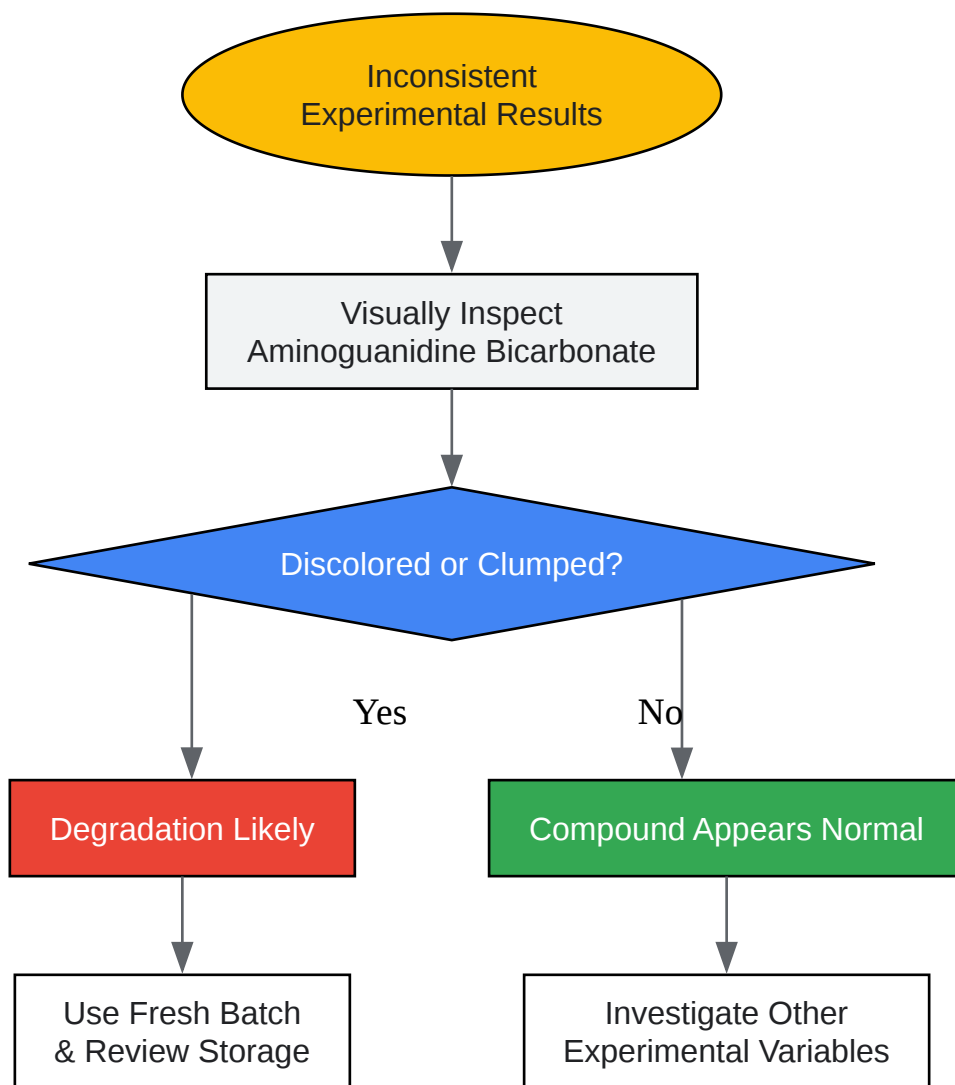 Inconsistent
Experimental Results
Visually Inspect
Aminoguanidine Bicarbonate
Discolored or Clumped?
Yes
No
Degradation Likely
Compound Appears Normal
Use Fresh Batch
& Review Storage
Investigate Other
Experimental Variables